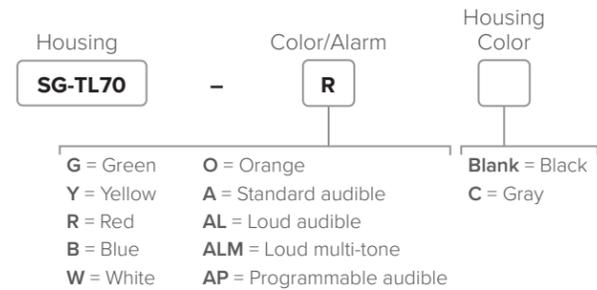 Housing
Color/Alarm
Housing
Color
SG-TL70
–
R
G = Green
Y = Yellow
R = Red
B = Blue
W = White
O = Orange
A = Standard audible
AL = Loud audible
ALM = Loud multi-tone
AP = Programmable audible
Blank = Black
C = Gray